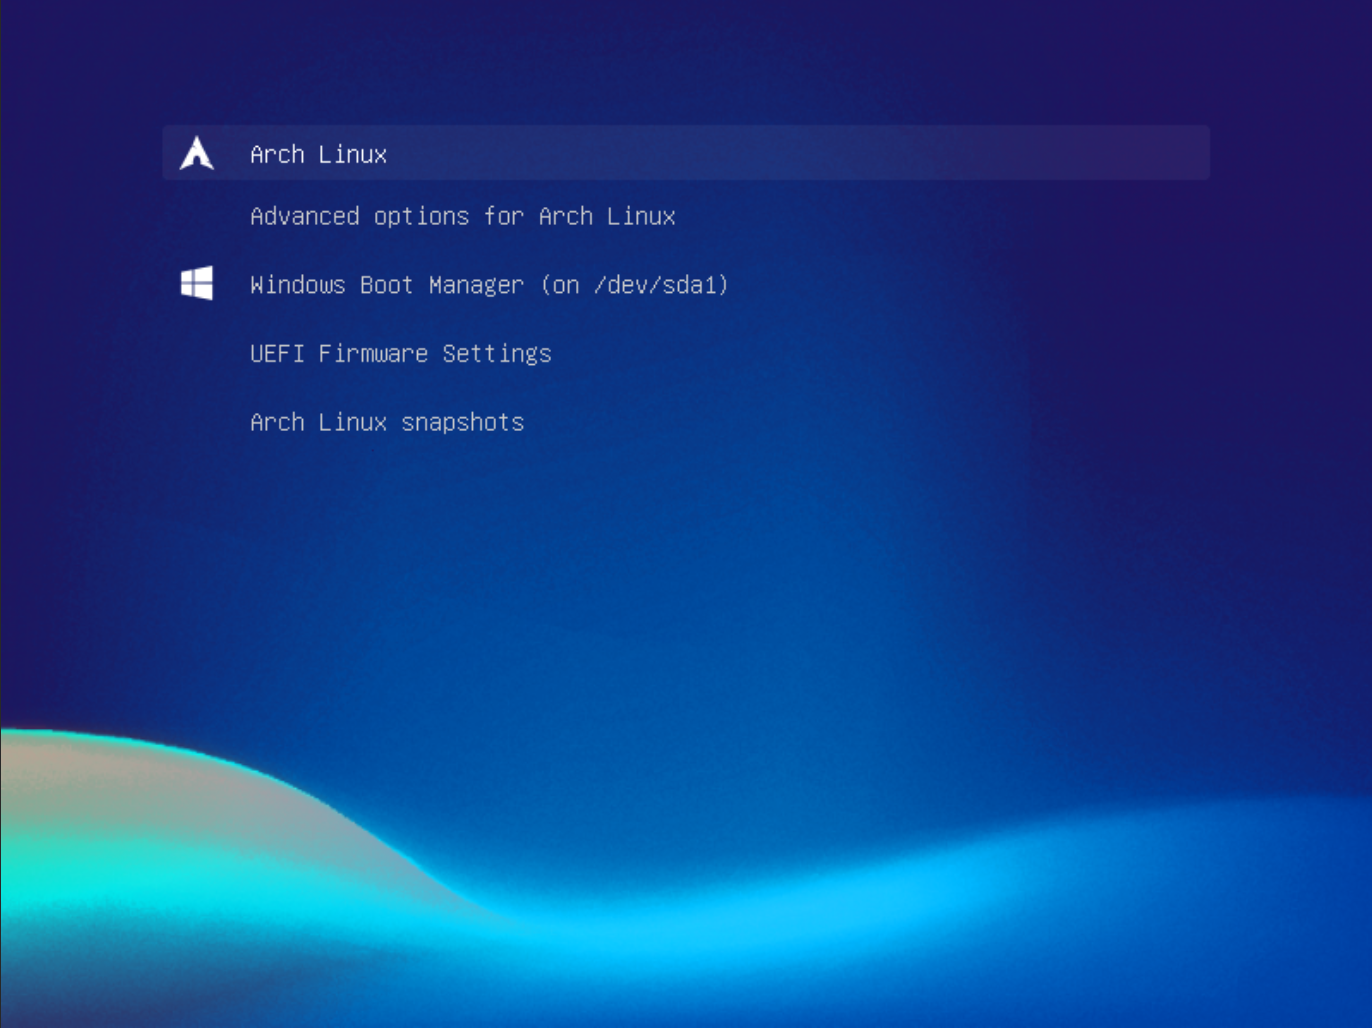 Arch Linux
Advanced options for Arch Linux
Windows Boot Manager (on /dev/sda1)
UEFI Firmware Settings
Arch Linux snapshots